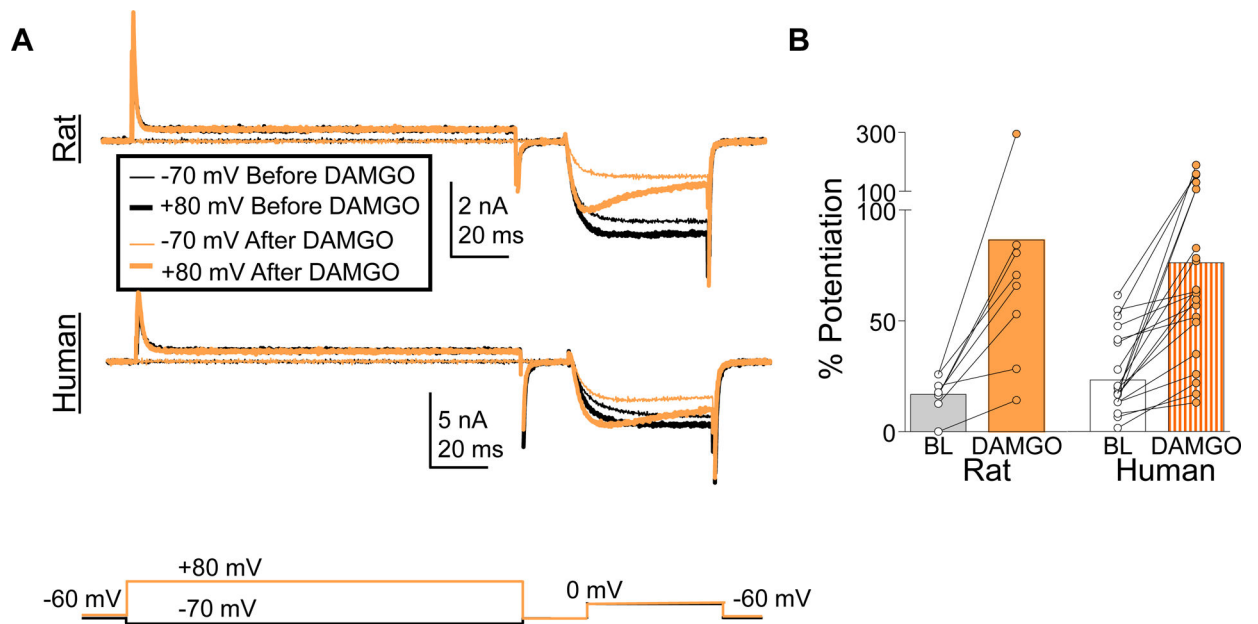 A
Rat
-70 mV Before DAMGO
+80 mV Before DAMGO
-70 mV After DAMGO
+80 mV After DAMGO
2 nA
20 ms
Human
5 nA
20 ms
+80 mV
-60 mV
-70 mV
0 mV
-60 mV
B
% Potentiation
300
100
100
50
0
BL DAMGO BL DAMGO
Rat Human